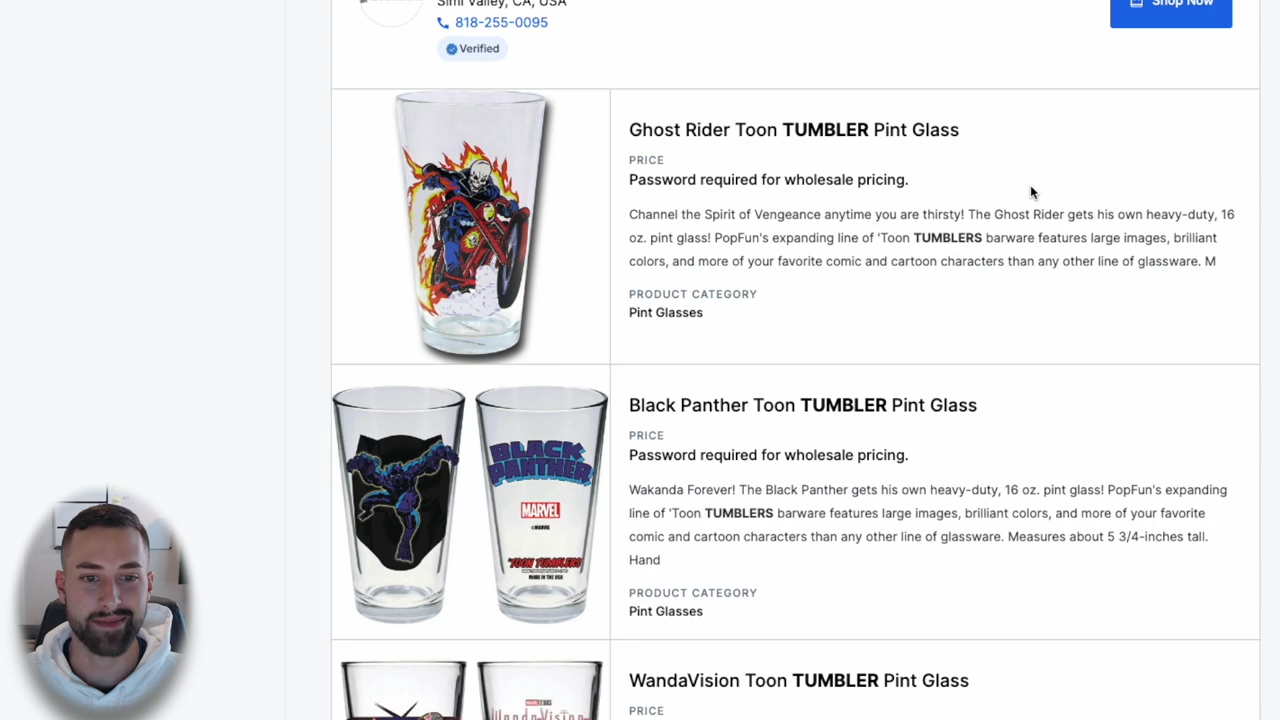 Simi Valley, CA, USA
818-255-0095
Verified
Shop Now
Ghost Rider Toon TUMBLER Pint Glass
PRICE
Password required for wholesale pricing.
Channel the Spirit of Vengeance anytime you are thirsty! The Ghost Rider gets his own heavy-duty, 16
oz. pint glass! PopFun's expanding line of 'Toon TUMBLERS barware features large images, brilliant
colors, and more of your favorite comic and cartoon characters than any other line of glassware. M
PRODUCT CATEGORY
Pint Glasses
BLACK
PANTHER
MARVEL
'TOON TUMBLERS
MADE IN THE USA
Black Panther Toon TUMBLER Pint Glass
PRICE
Password required for wholesale pricing.
Wakanda Forever! The Black Panther gets his own heavy-duty, 16 oz. pint glass! PopFun's expanding
line of 'Toon TUMBLERS barware features large images, brilliant colors, and more of your favorite
comic and cartoon characters than any other line of glassware. Measures about 5 3/4-inches tall.
Hand
PRODUCT CATEGORY
Pint Glasses
WandaVision
WandaVision Toon TUMBLER Pint Glass
PRICE